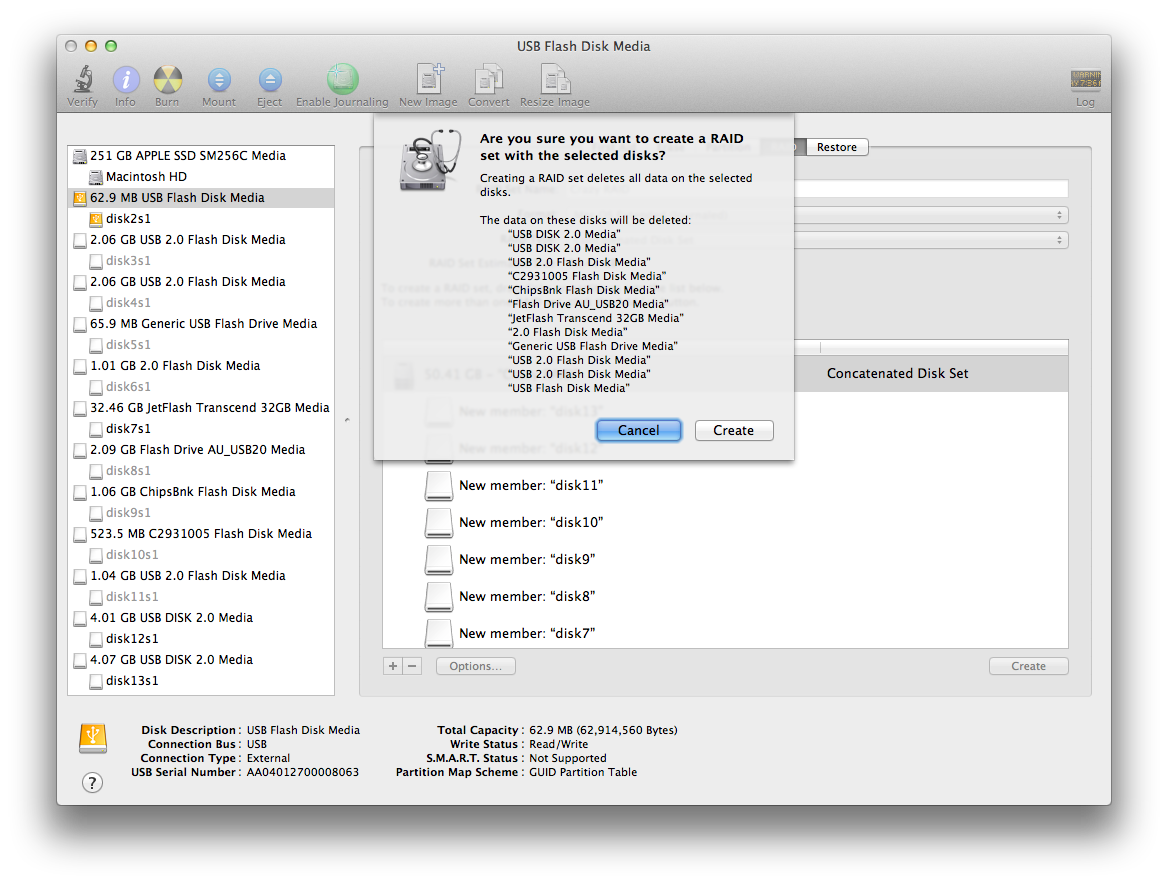 USB Flash Disk Media
Verify Info Burn Mount Eject Enable Journaling New Image Convert Resize Image Log
251 GB APPLE SSD SM256C Media
Macintosh HD
62.9 MB USB Flash Disk Media
disk2s1
2.06 GB USB 2.0 Flash Disk Media
disk3s1
2.06 GB USB 2.0 Flash Disk Media
disk4s1
65.9 MB Generic USB Flash Drive Media
disk5s1
1.01 GB 2.0 Flash Disk Media
disk6s1
32.46 GB JetFlash Transcend 32GB Media
disk7s1
2.09 GB Flash Drive AU_USB20 Media
disk8s1
1.06 GB ChipsBnk Flash Disk Media
disk9s1
523.5 MB C2931005 Flash Disk Media
disk10s1
1.04 GB USB 2.0 Flash Disk Media
disk11s1
4.01 GB USB DISK 2.0 Media
disk12s1
4.07 GB USB DISK 2.0 Media
disk13s1
Are you sure you want to create a RAID
set with the selected disks?
Creating a RAID set deletes all data on the selected
disks.
The data on these disks will be deleted:
“USB DISK 2.0 Media”
“USB DISK 2.0 Media”
“USB 2.0 Flash Disk Media”
“C2931005 Flash Disk Media”
“ChipsBnk Flash Disk Media”
“Flash Drive AU_USB20 Media”
“JetFlash Transcend 32GB Media”
“2.0 Flash Disk Media”
“Generic USB Flash Drive Media”
“USB 2.0 Flash Disk Media”
“USB 2.0 Flash Disk Media”
“USB Flash Disk Media”
Cancel Create
Restore
Concatenated Disk Set
New member: “disk13”
New member: “disk12”
New member: “disk11”
New member: “disk10”
New member: “disk9”
New member: “disk8”
New member: “disk7”
+ − Options... Create
Disk Description : USB Flash Disk Media
Connection Bus : USB
Connection Type : External
USB Serial Number : AA04012700008063
Total Capacity : 62.9 MB (62,914,560 Bytes)
Write Status : Read/Write
S.M.A.R.T. Status : Not Supported
Partition Map Scheme : GUID Partition Table
?